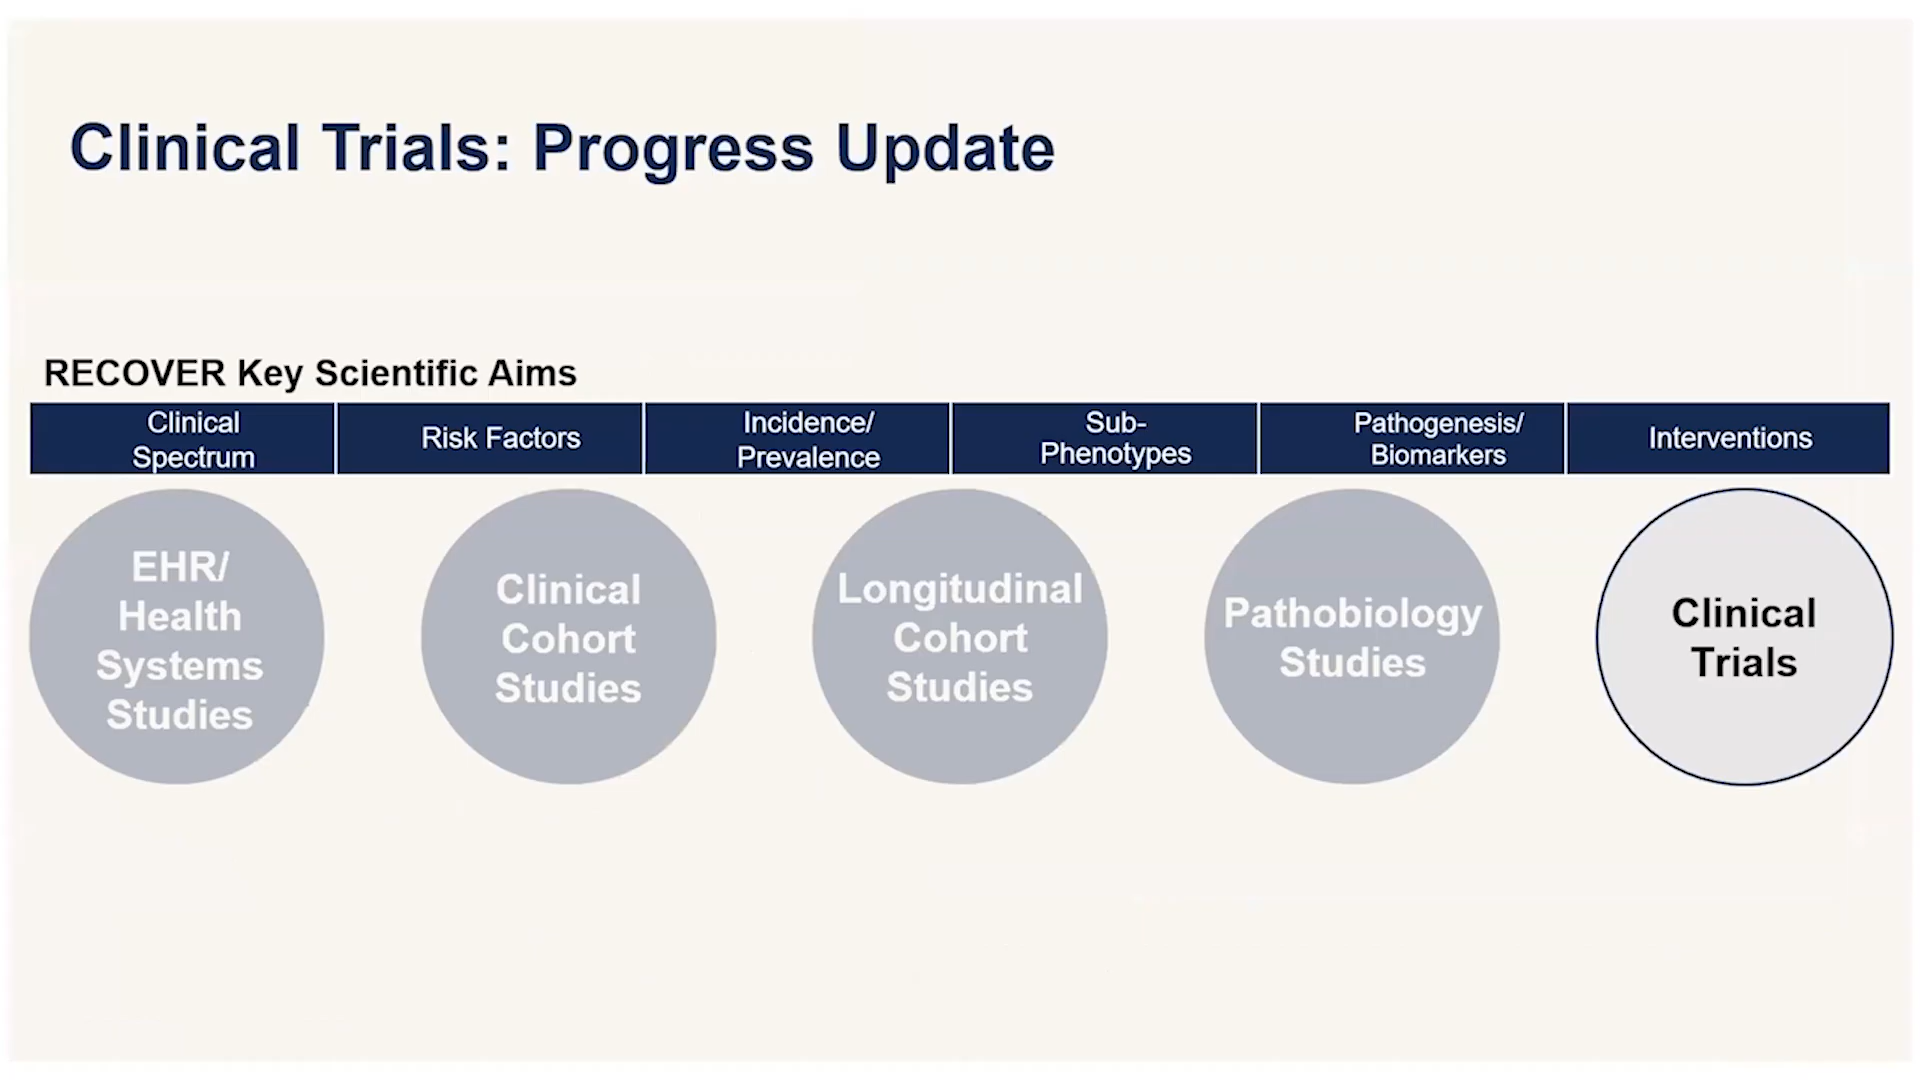 Clinical Trials: Progress Update
RECOVER Key Scientific Aims
Clinical
Spectrum
Risk Factors
Incidence/
Prevalence
Sub-
Phenotypes
Pathogenesis/
Biomarkers
Interventions
EHR/
Health
Systems
Studies
Clinical
Cohort
Studies
Longitudinal
Cohort
Studies
Pathobiology
Studies
Clinical
Trials